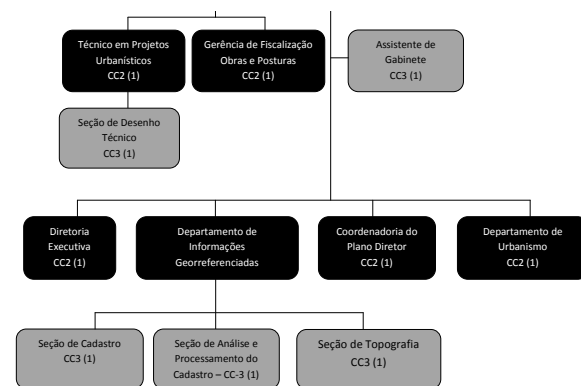 Técnico em Projetos
Urbanísticos
CC2 (1)
Gerência de Fiscalização
Obras e Posturas
CC2 (1)
Assistente de
Gabinete
CC3 (1)
Seção de Desenho
Técnico
CC3 (1)
Diretoria
Executiva
CC2 (1)
Departamento de
Informações
Georreferenciadas
Coordenadoria do
Plano Diretor
CC2 (1)
Departamento de
Urbanismo
CC2 (1)
Seção de Cadastro
CC3 (1)
Seção de Análise e
Processamento do
Cadastro – CC-3 (1)
Seção de Topografia
CC3 (1)